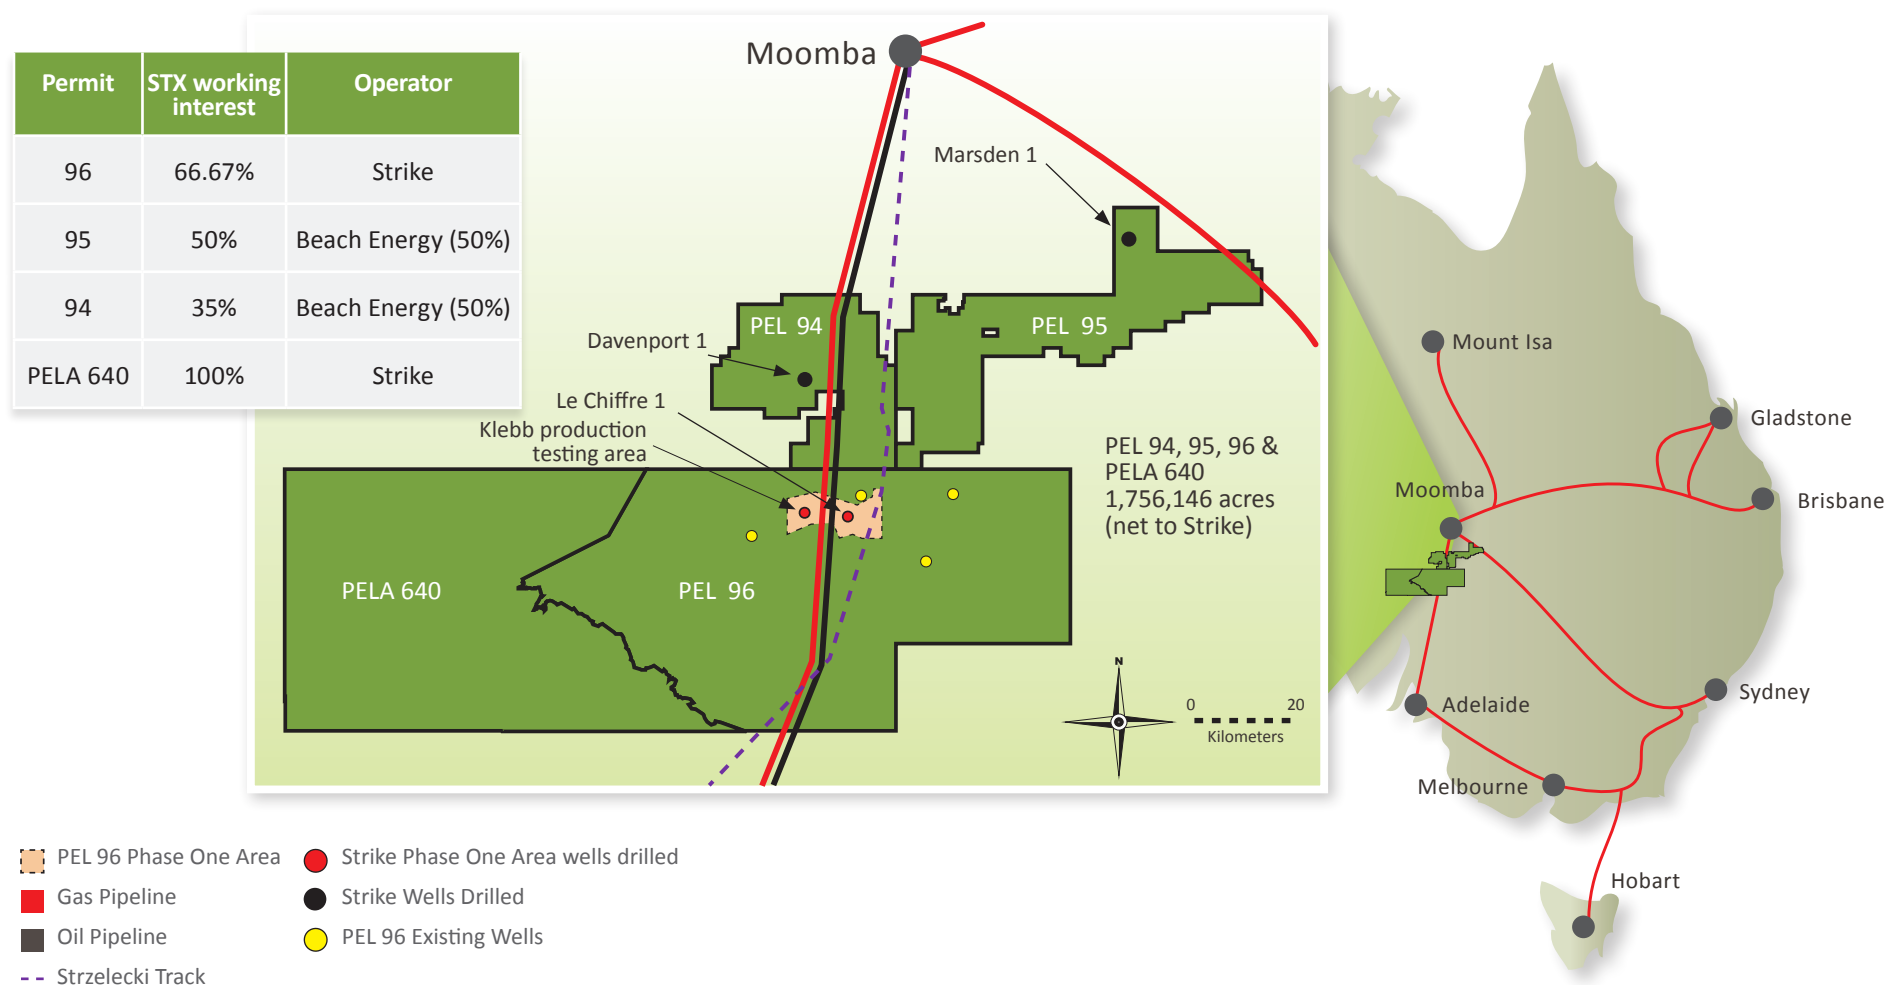 Permit
STX working
interest
Operator
96
66.67%
Strike
95
50%
Beach Energy (50%)
94
35%
Beach Energy (50%)
PELA 640
100%
Strike
Moomba
Marsden 1
PEL 94
PEL 95
Davenport 1
Le Chiffre 1
Klebb production
testing area
PEL 94, 95, 96 &
PELA 640
1,756,146 acres
(net to Strike)
PELA 640
PEL 96
N
0
20
Kilometers
Mount Isa
Gladstone
Moomba
Brisbane
Sydney
Adelaide
Melbourne
Hobart
PEL 96 Phase One Area
Gas Pipeline
Oil Pipeline
Strzelecki Track
Strike Phase One Area wells drilled
Strike Wells Drilled
PEL 96 Existing Wells